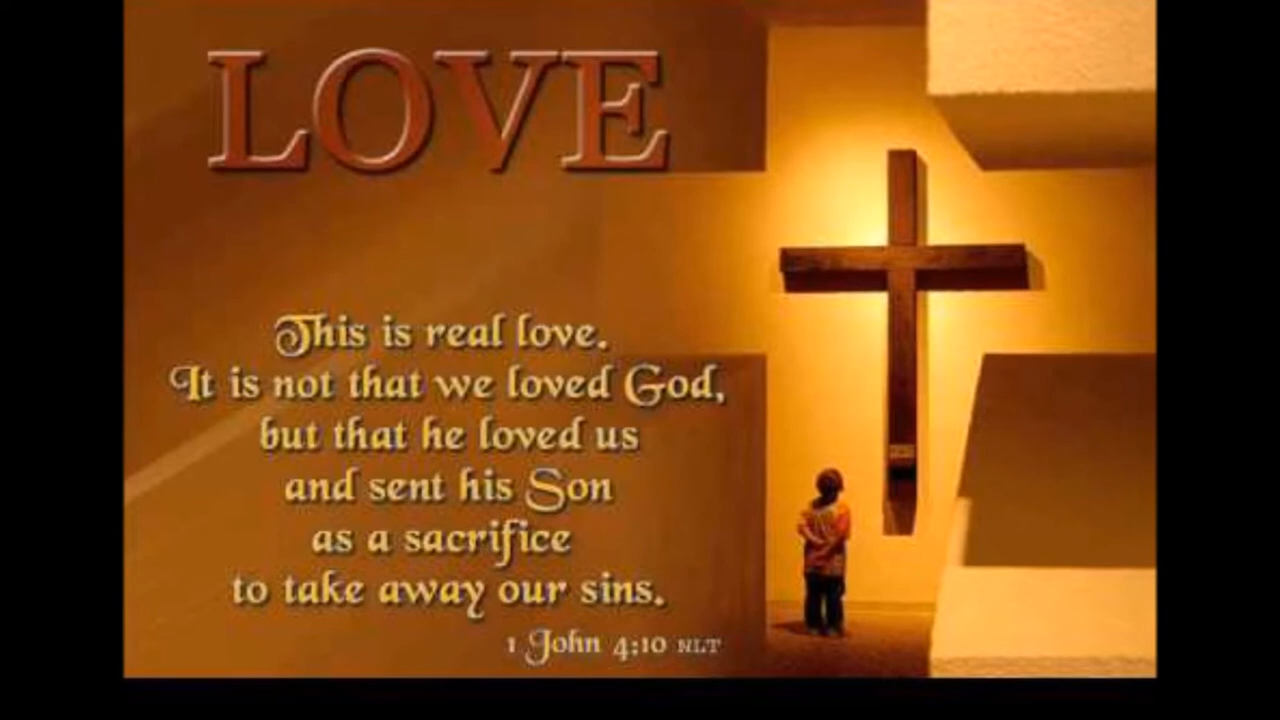 LOVE
This is real love.
It is not that we loved God,
but that he loved us
and sent his Son
as a sacrifice
to take away our sins.
1 John 4:10 NLT